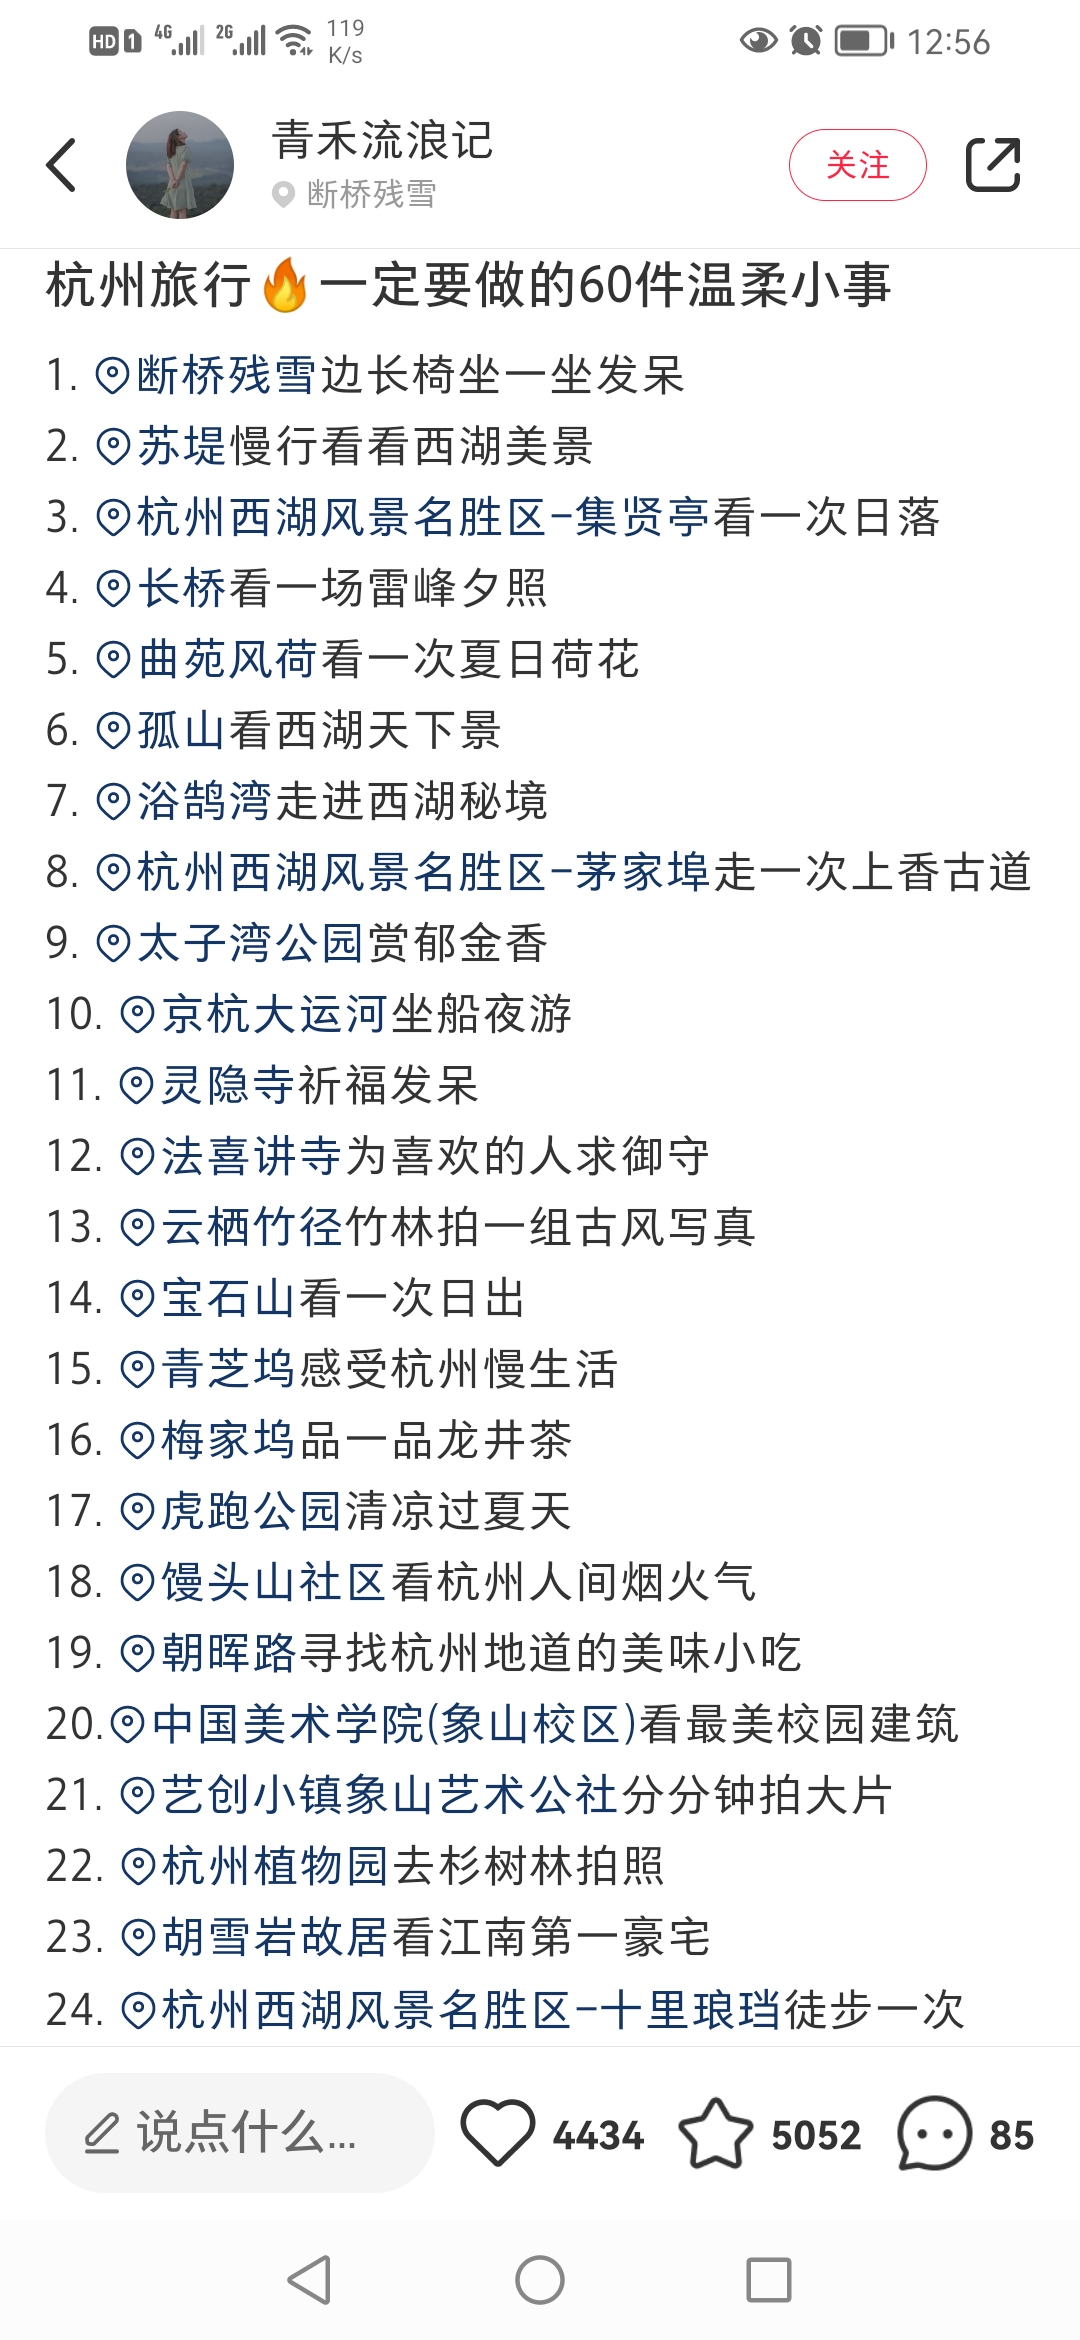 HD 1 4G 2G 119 K/s 12:56
青禾流浪记
断桥残雪
关注
杭州旅行🔥一定要做的60件温柔小事
1. 断桥残雪边长椅坐一坐发呆
2. 苏堤慢行看看西湖美景
3. 杭州西湖风景名胜区-集贤亭看一次日落
4. 长桥看一场雷峰夕照
5. 曲苑风荷看一次夏日荷花
6. 孤山看西湖天下景
7. 浴鹄湾走进西湖秘境
8. 杭州西湖风景名胜区-茅家埠走一次上香古道
9. 太子湾公园赏郁金香
10. 京杭大运河坐船夜游
11. 灵隐寺祈福发呆
12. 法喜讲寺为喜欢的人求御守
13. 云栖竹径竹林拍一组古风写真
14. 宝石山看一次日出
15. 青芝坞感受杭州慢生活
16. 梅家坞品一品龙井茶
17. 虎跑公园清凉过夏天
18. 馒头山社区看杭州人间烟火气
19. 朝晖路寻找杭州地道的美味小吃
20.中国美术学院(象山校区)看最美校园建筑
21. 艺创小镇象山艺术公社分分钟拍大片
22. 杭州植物园去杉树林拍照
23. 胡雪岩故居看江南第一豪宅
24. 杭州西湖风景名胜区-十里琅珰徒步一次
说点什么... 4434 5052 85